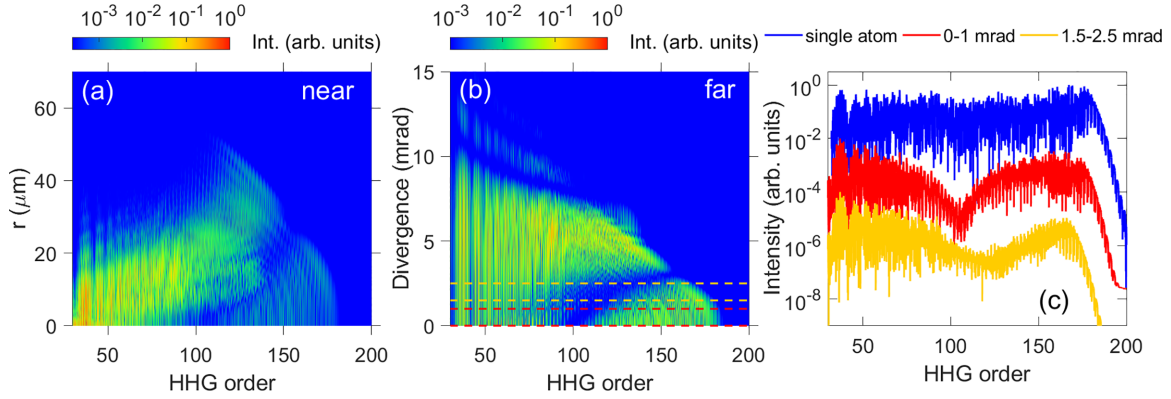 10^-3 10^-1 10^0
10^-2
Int. (arb. units)
10^-3 10^-1 10^0
10^-2
Int. (arb. units)
single atom 0-1 mrad 1.5-2.5 mrad
(a) near
60
40
20
0
r (μm)
50 100 150 200
HHG order
(b) far
15
10
5
0
Divergence (mrad)
50 100 150 200
HHG order
10^0
10^-2
10^-4
10^-6
10^-8
Intensity (arb. units)
(c)
50 100 150 200
HHG order